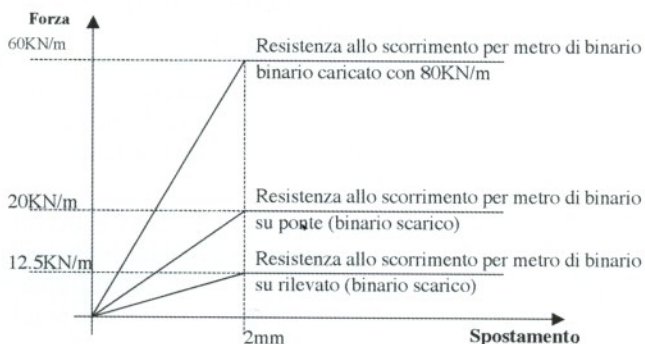 Forza
60KN/m
Resistenza allo scorrimento per metro di binario
binario caricato con 80KN/m
20KN/m
Resistenza allo scorrimento per metro di binario
su ponte (binario scarico)
12.5KN/m
Resistenza allo scorrimento per metro di binario
su rilevato (binario scarico)
2mm
Spostamento